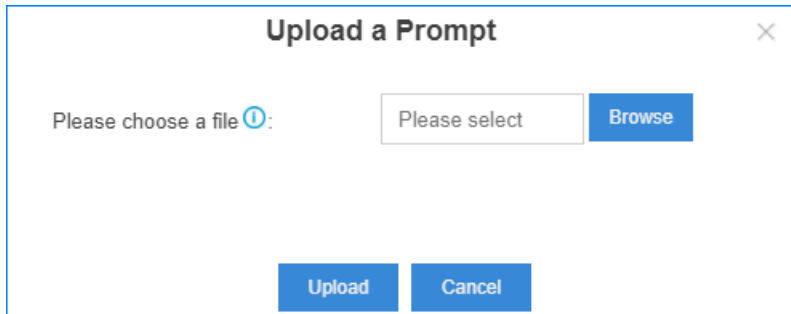 Upload a Prompt
Please choose a file :
Please select
Browse
Upload
Cancel